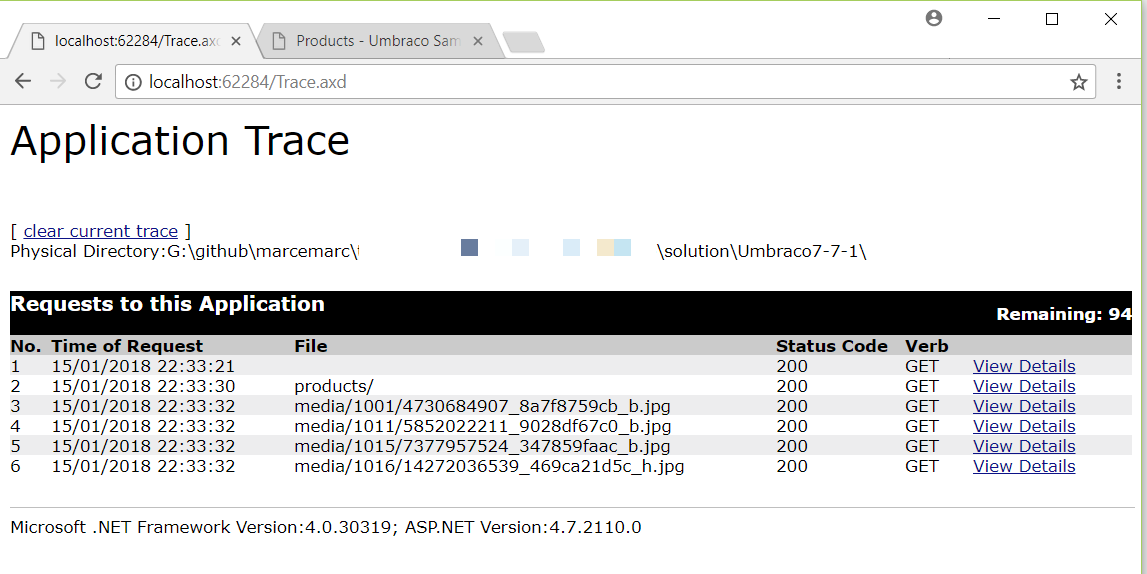 localhost:62284/Trace.ax
Products - Umbraco Sam
localhost:62284/Trace.axd
Application Trace
[ clear current trace ]
Physical Directory:G:\github\marcemarc\ \solution\Umbraco7-7-1\
Requests to this Application
Remaining: 94
No. Time of Request File Status Code Verb
1 15/01/2018 22:33:21 200 GET View Details
2 15/01/2018 22:33:30 products/ 200 GET View Details
3 15/01/2018 22:33:32 media/1001/4730684907_8a7f8759cb_b.jpg 200 GET View Details
4 15/01/2018 22:33:32 media/1011/5852022211_9028df67c0_b.jpg 200 GET View Details
5 15/01/2018 22:33:32 media/1015/7377957524_347859faac_b.jpg 200 GET View Details
6 15/01/2018 22:33:32 media/1016/14272036539_469ca21d5c_h.jpg 200 GET View Details
Microsoft .NET Framework Version:4.0.30319; ASP.NET Version:4.7.2110.0